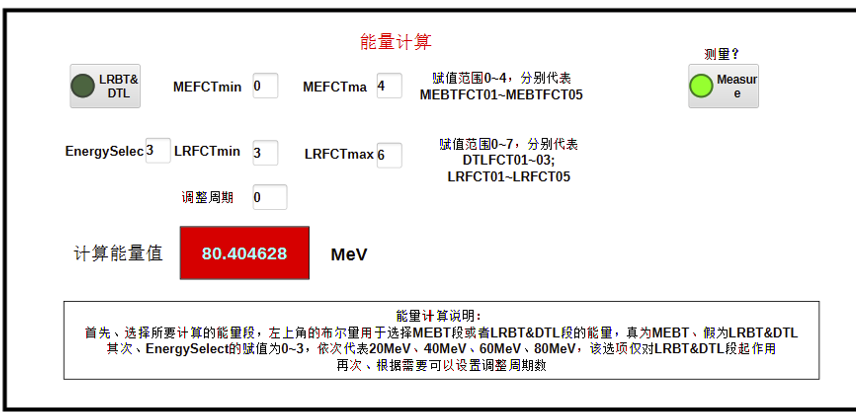 能量计算
测量?
LRBT&
DTL
MEFCTmin 0 MEFCTma 4
赋值范围0~4，分别代表
MEBTFCT01~MEBTFCT05
Measur
e
EnergySelec 3 LRFCTmin 3 LRFCTmax 6
赋值范围0~7，分别代表
DTLFCT01~03;
LRFCT01~LRFCT05
调整周期 0
计算能量值 80.404628 MeV
能量计算说明：
首先、选择所要计算的能量段，左上角的布尔量用于选择MEBT段或者LRBT&DTL段的能量，真为MEBT、假为LRBT&DTL
其次、EnergySelect的赋值为0~3，依次代表20MeV、40MeV、60MeV、80MeV，该选项仅对LRBT&DTL段起作用
再次、根据需要可以设置调整周期数